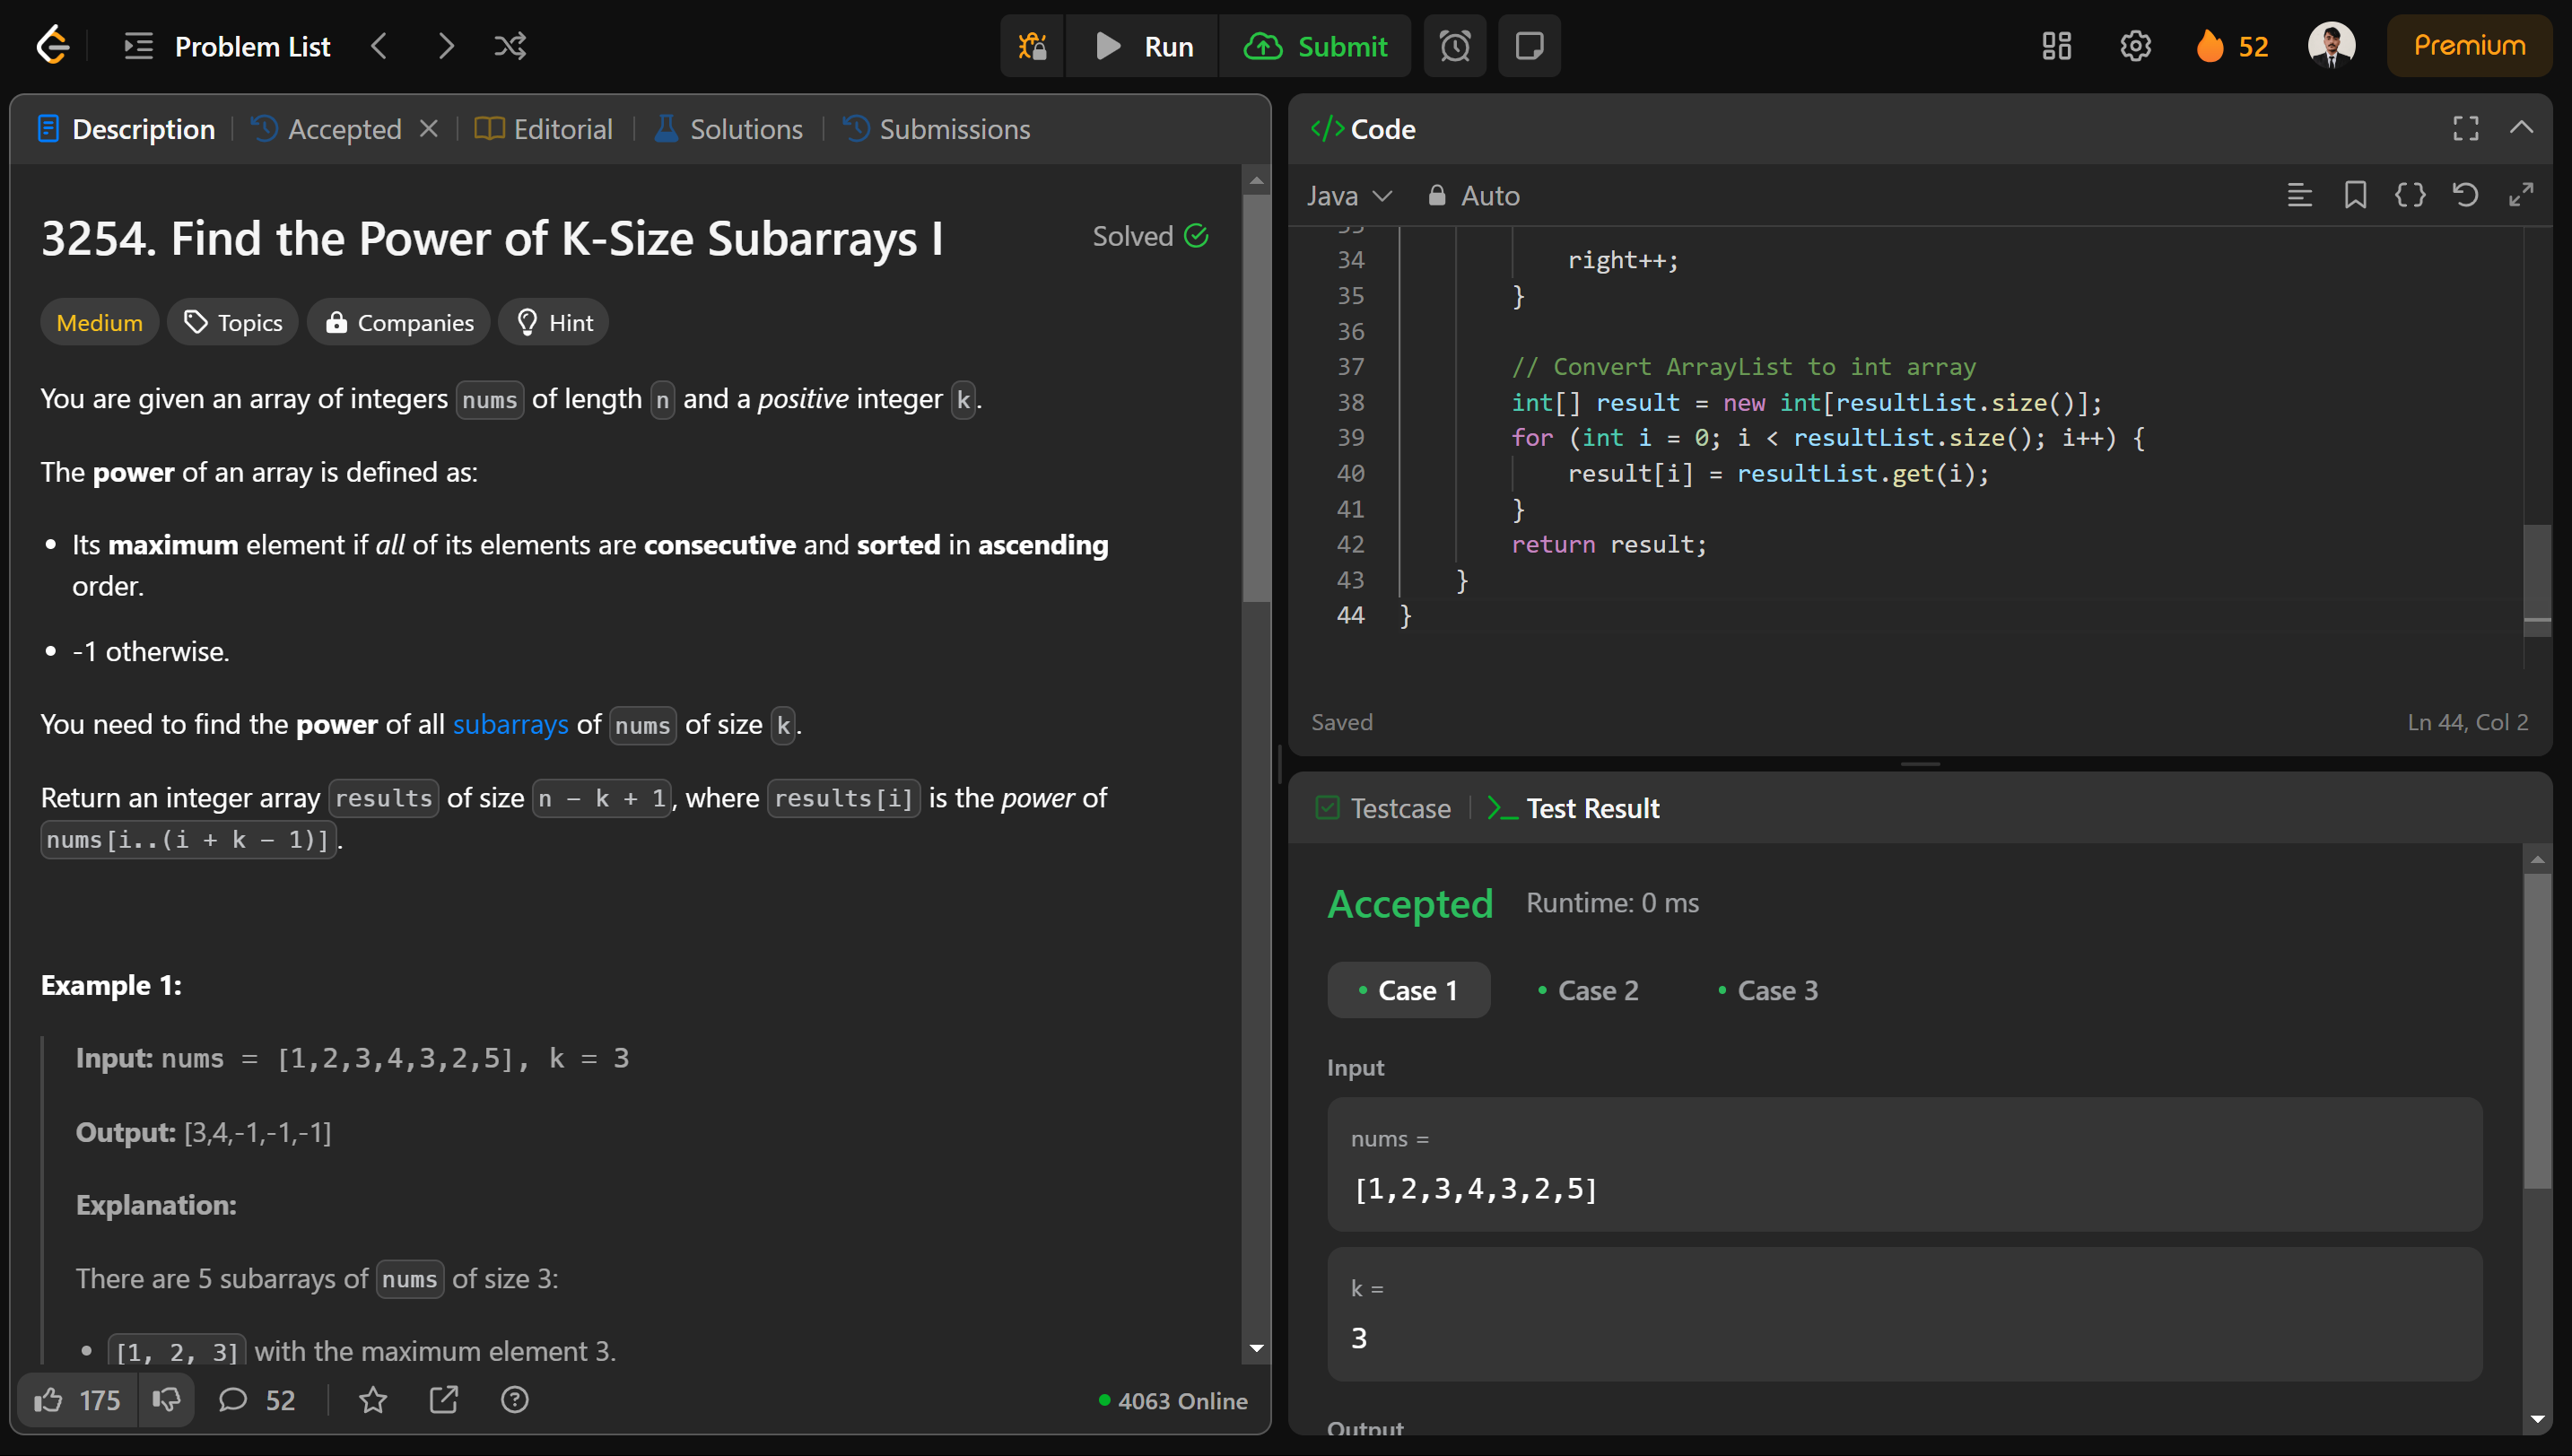 Problem List
Run
Submit
52
Premium
Description
Accepted
Editorial
Solutions
Submissions
3254. Find the Power of K-Size Subarrays I
Solved
Medium
Topics
Companies
Hint
You are given an array of integers nums of length n and a positive integer k.
The power of an array is defined as:
• Its maximum element if all of its elements are consecutive and sorted in ascending
order.
• -1 otherwise.
You need to find the power of all subarrays of nums of size k.
Return an integer array results of size n - k + 1, where results[i] is the power of
nums[i..(i + k - 1)].
Example 1:
Input: nums = [1,2,3,4,3,2,5], k = 3
Output: [3,4,-1,-1,-1]
Explanation:
There are 5 subarrays of nums of size 3:
• [1, 2, 3] with the maximum element 3.
175
52
4063 Online
</> Code
Java
Auto
33
34 right++;
35 }
36
37 // Convert ArrayList to int array
38 int[] result = new int[resultList.size()];
39 for (int i = 0; i < resultList.size(); i++) {
40 result[i] = resultList.get(i);
41 }
42 return result;
43 }
44 }
Saved
Ln 44, Col 2
Testcase
Test Result
Accepted
Runtime: 0 ms
• Case 1
• Case 2
• Case 3
Input
nums =
[1,2,3,4,3,2,5]
k =
3
Output